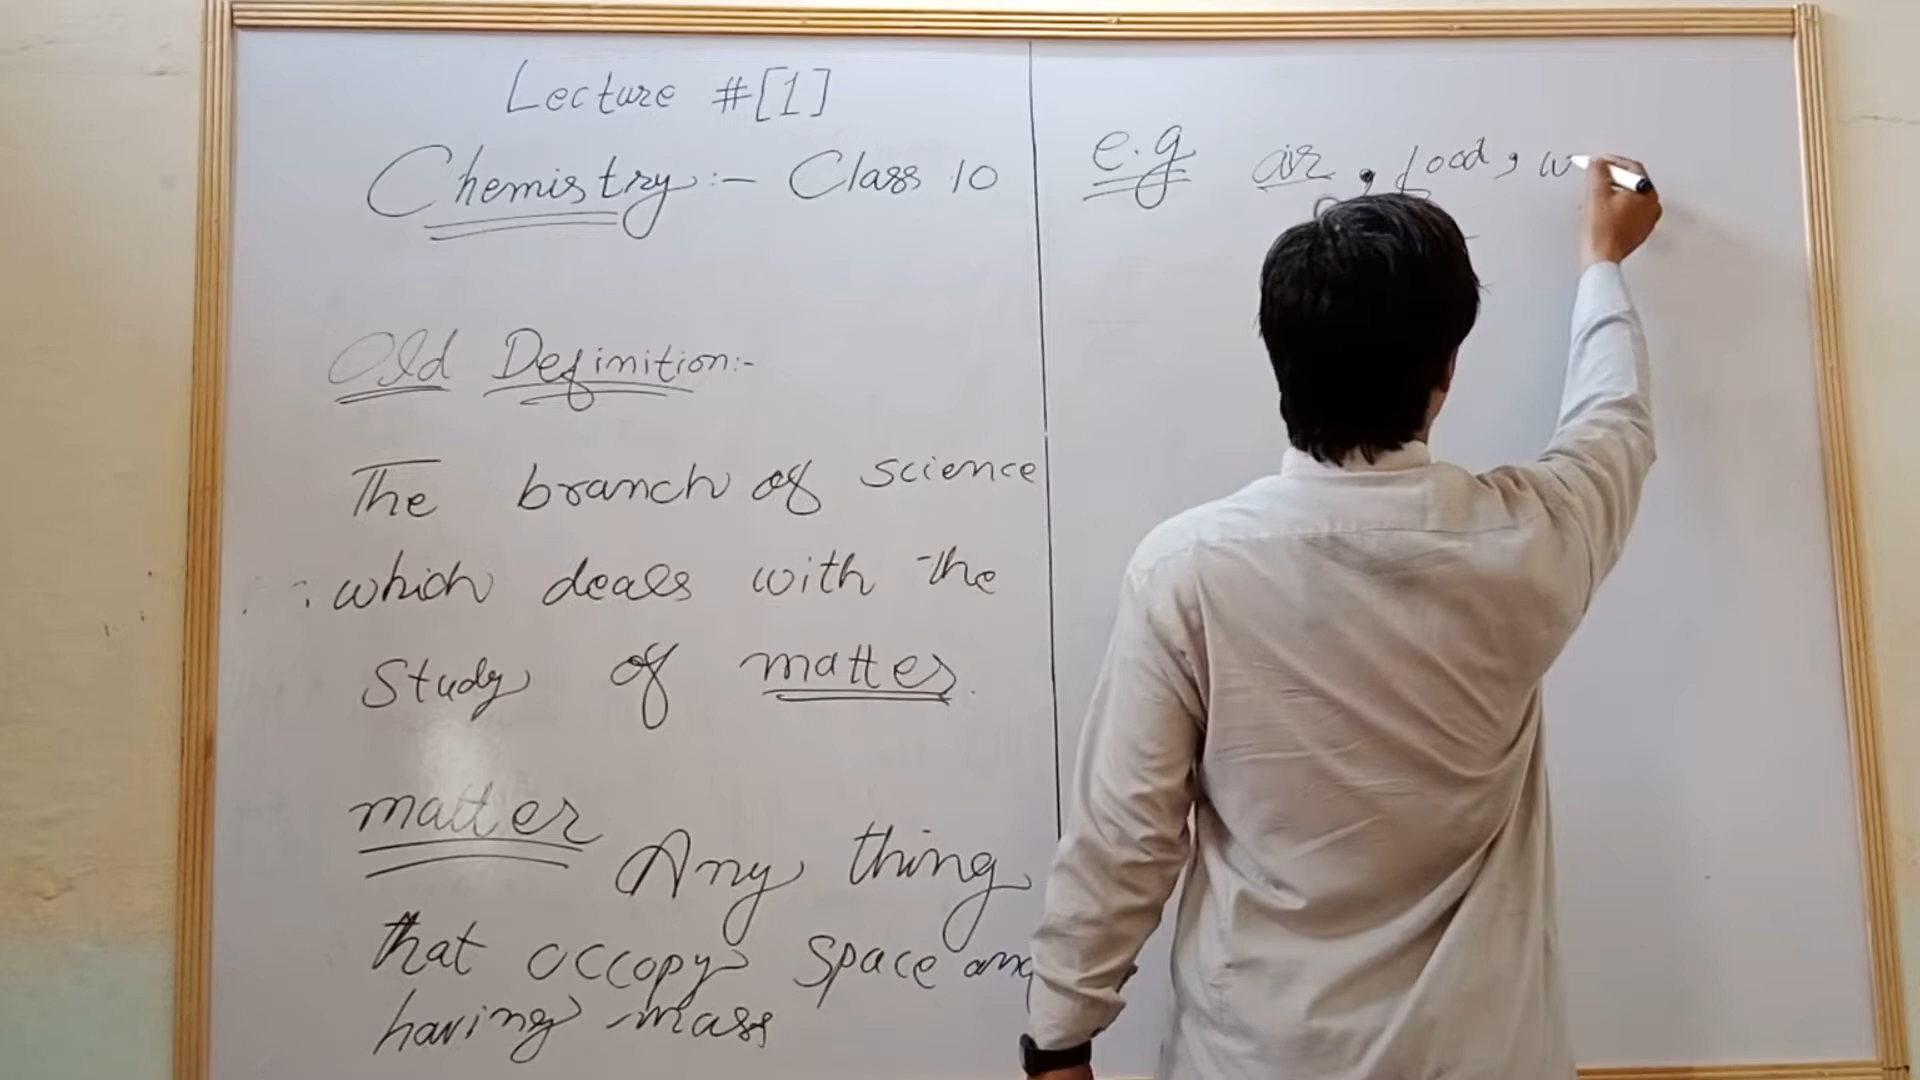 Lecture #[1]
Chemistry:- Class 10
Old Definition:-
The branch of science
which deals with the
Study of matter.
matter Any thing
that occopy space and
having mass
e.g air, food, w